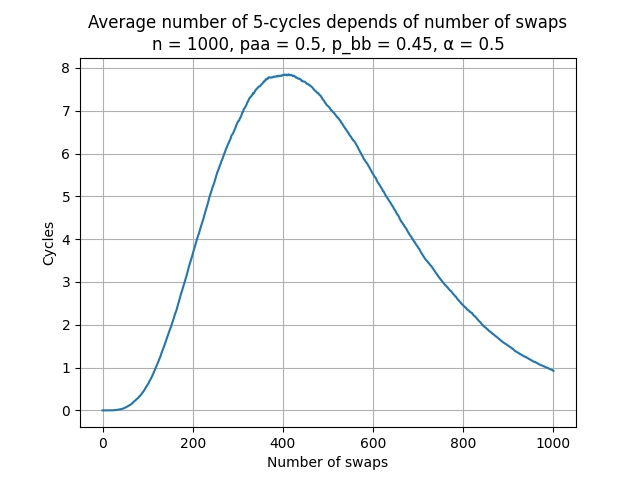 Average number of 5-cycles depends of number of swaps
n = 1000, paa = 0.5, p_bb = 0.45, α = 0.5
8
7
6
5
4
3
2
1
0
Cycles
0 200 400 600 800 1000
Number of swaps